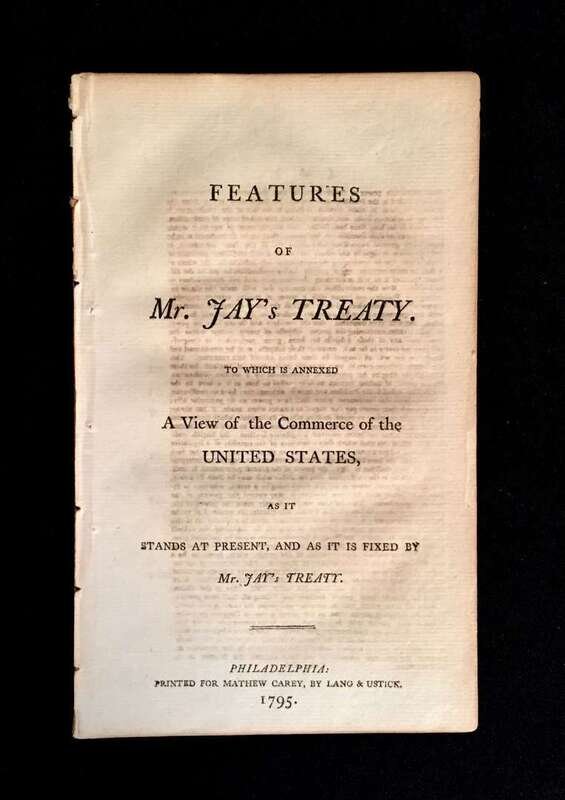 FEATURES
OF
Mr. JAY's TREATY.
TO WHICH IS ANNEXED
A View of the Commerce of the
UNITED STATES,
AS IT
STANDS AT PRESENT, AND AS IT IS FIXED BY
Mr. JAY's TREATY.
PHILADELPHIA:
PRINTED FOR MATHEW CAREY, BY LANG & USTICK.
1795.